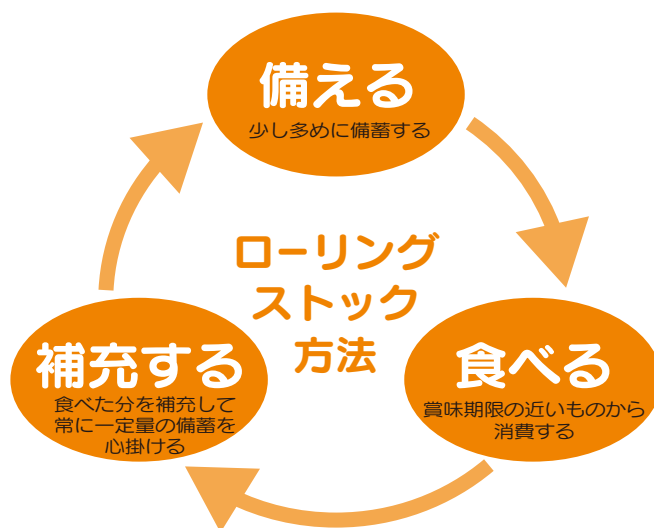 備える
少し多めに備蓄する
ローリング
ストック
方法
食べる
賞味期限の近いものから
消費する
補充する
食べた分を補充して
常に一定量の備蓄を
心掛ける